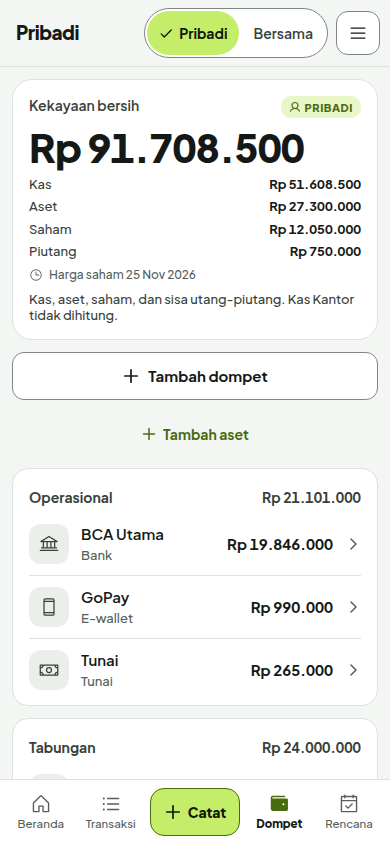 Pribadi
Pribadi
Bersama
Kekayaan bersih
PRIBADI
Rp 91.708.500
Kas Rp 51.608.500
Aset Rp 27.300.000
Saham Rp 12.050.000
Piutang Rp 750.000
Harga saham 25 Nov 2026
Kas, aset, saham, dan sisa utang-piutang. Kas Kantor
tidak dihitung.
Tambah dompet
Tambah aset
Operasional Rp 21.101.000
BCA Utama
Bank
Rp 19.846.000
GoPay
E-wallet
Rp 990.000
Tunai
Tunai
Rp 265.000
Tabungan Rp 24.000.000
Beranda
Transaksi
Catat
Dompet
Rencana